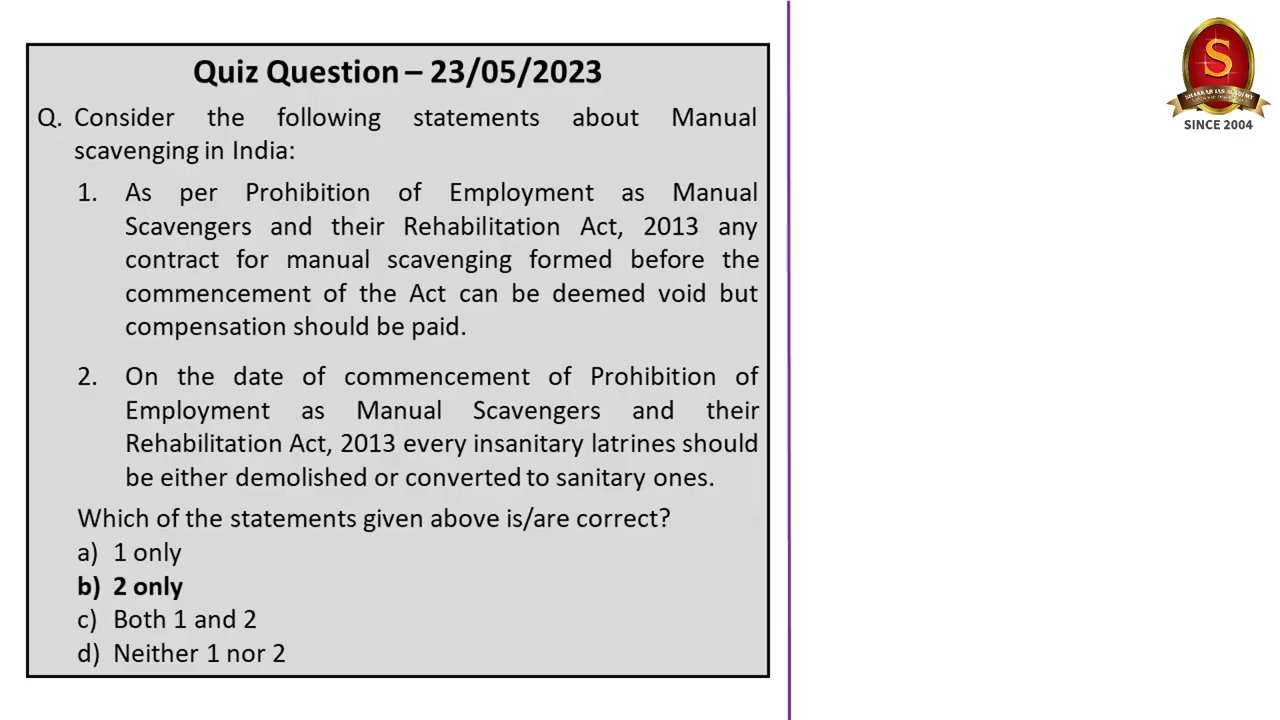 Quiz Question – 23/05/2023
Q. Consider the following statements about Manual
scavenging in India:
1. As per Prohibition of Employment as Manual
Scavengers and their Rehabilitation Act, 2013 any
contract for manual scavenging formed before the
commencement of the Act can be deemed void but
compensation should be paid.
2. On the date of commencement of Prohibition of
Employment as Manual Scavengers and their
Rehabilitation Act, 2013 every insanitary latrines should
be either demolished or converted to sanitary ones.
Which of the statements given above is/are correct?
a) 1 only
b) 2 only
c) Both 1 and 2
d) Neither 1 nor 2
S
SHANKAR IAS ACADEMY
SINCE 2004